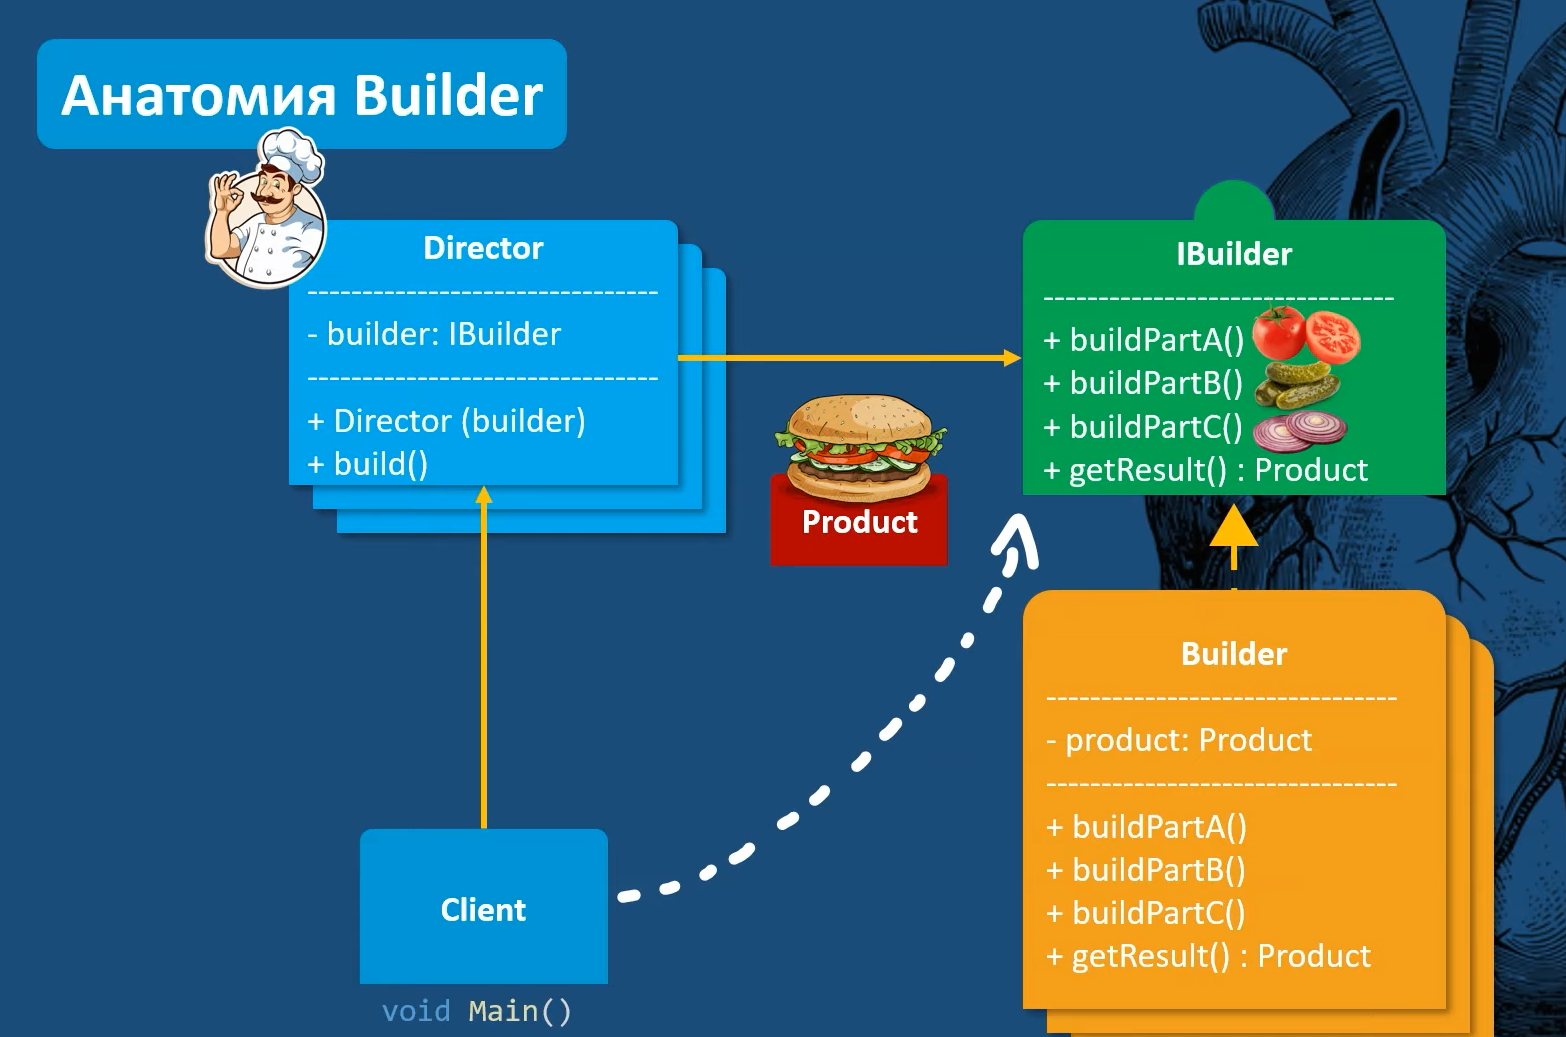 Анатомия Builder
Director
--------------------------------
- builder: IBuilder
--------------------------------
+ Director (builder)
+ build()
IBuilder
--------------------------------
+ buildPartA()
+ buildPartB()
+ buildPartC()
+ getResult() : Product
Product
Builder
--------------------------------
- product: Product
--------------------------------
+ buildPartA()
+ buildPartB()
+ buildPartC()
+ getResult() : Product
Client
void Main()